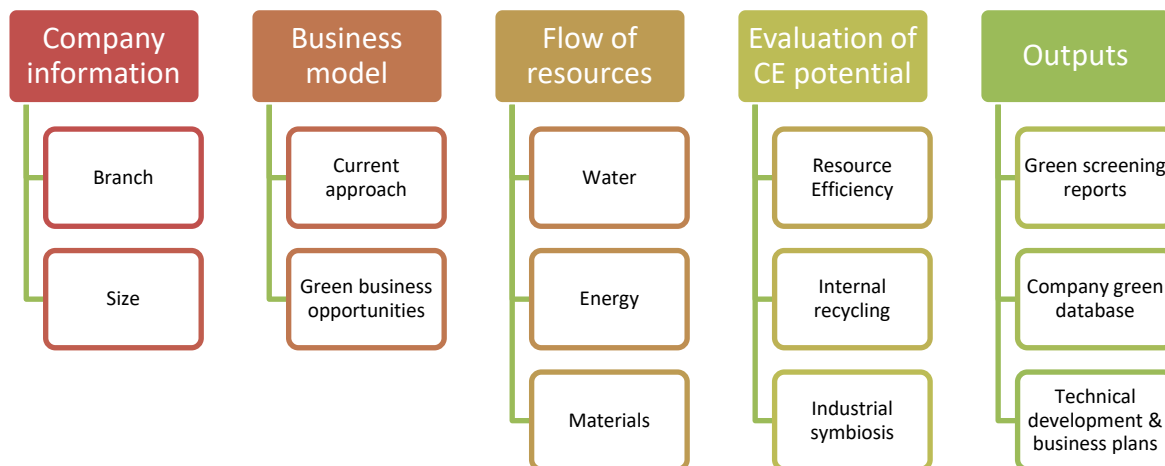 Company
information
Branch
Size
Business
model
Current
approach
Green business
opportunities
Flow of
resources
Water
Energy
Materials
Evaluation of
CE potential
Resource
Efficiency
Internal
recycling
Industrial
symbiosis
Outputs
Green screening
reports
Company green
database
Technical
development &
business plans